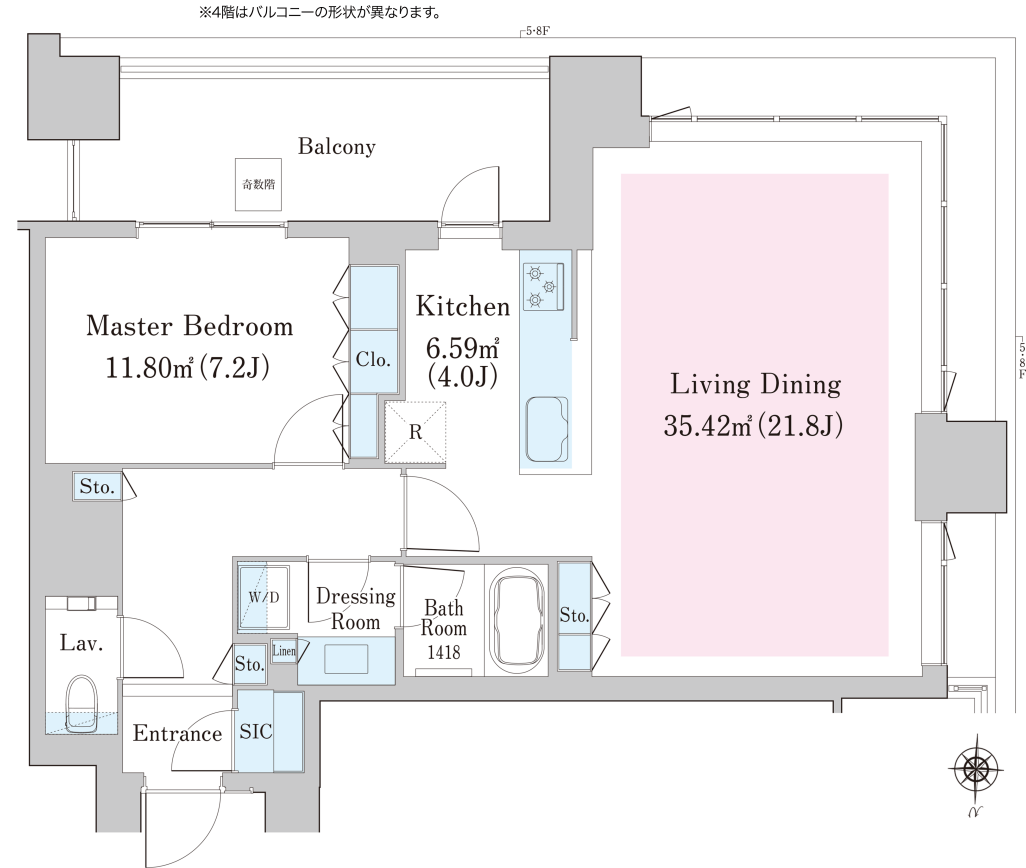 ※4階はバルコニーの形状が異なります。
5·8F
Balcony
奇数階
Master Bedroom
11.80㎡(7.2J)
Clo.
Kitchen
6.59㎡
(4.0J)
R
Living Dining
35.42㎡(21.8J)
5·8F
Sto.
W/D
Dressing
Room
Bath
Room
1418
Sto.
Lav.
Linen
Sto.
Entrance
SIC
N